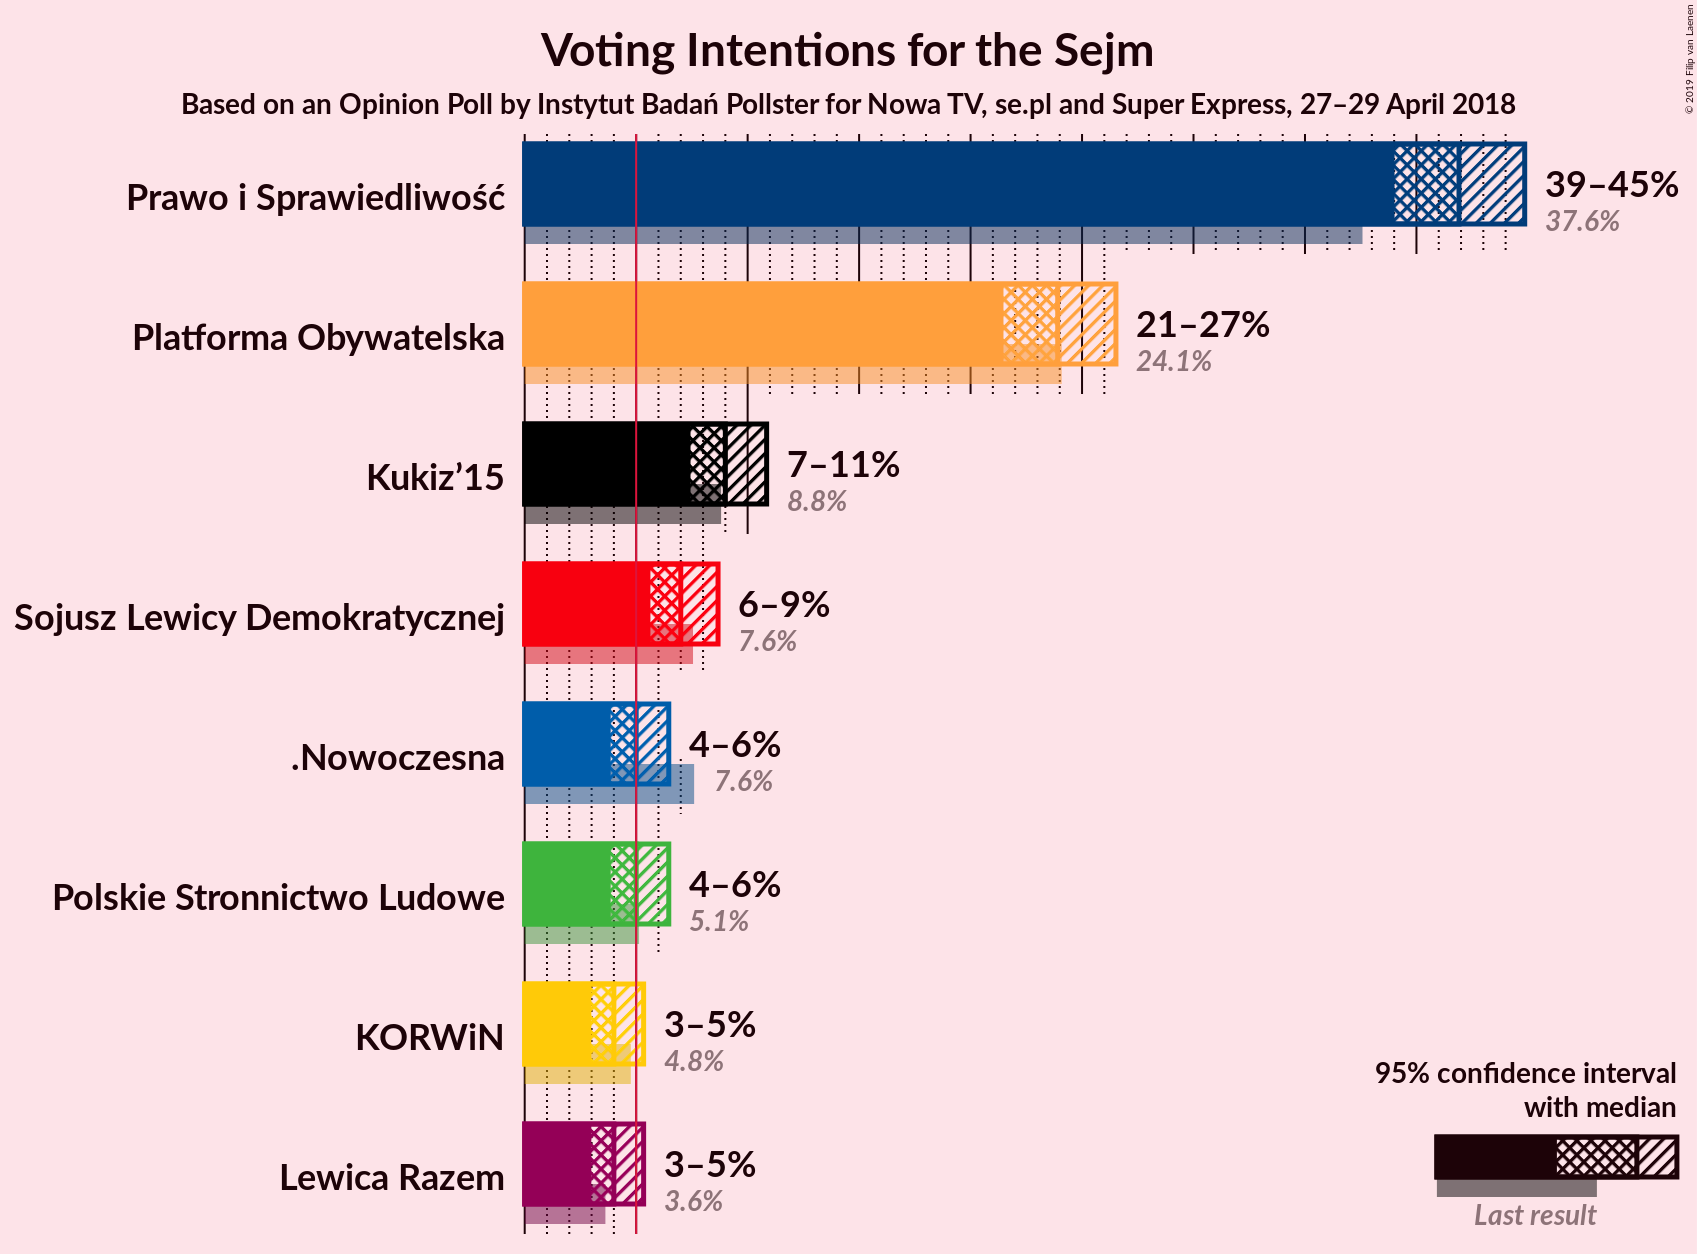 Voting Intentions for the Sejm
Based on an Opinion Poll by Instytut Badań Pollster for Nowa TV, se.pl and Super Express, 27–29 April 2018
© 2019 Filip van Laenen
Prawo i Sprawiedliwość
39–45%
37.6%
Platforma Obywatelska
21–27%
24.1%
Kukiz’15
7–11%
8.8%
Sojusz Lewicy Demokratycznej
6–9%
7.6%
.Nowoczesna
4–6%
7.6%
Polskie Stronnictwo Ludowe
4–6%
5.1%
KORWiN
3–5%
4.8%
Lewica Razem
3–5%
3.6%
95% confidence interval
with median
Last result